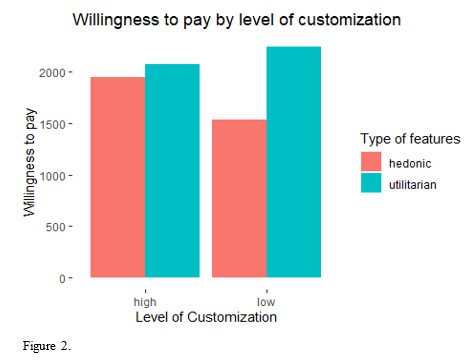 Willingness to pay by level of customization
Willingness to pay
2000
1500
1000
500
0
high low
Level of Customization
Type of features
hedonic
utilitarian
Figure 2.